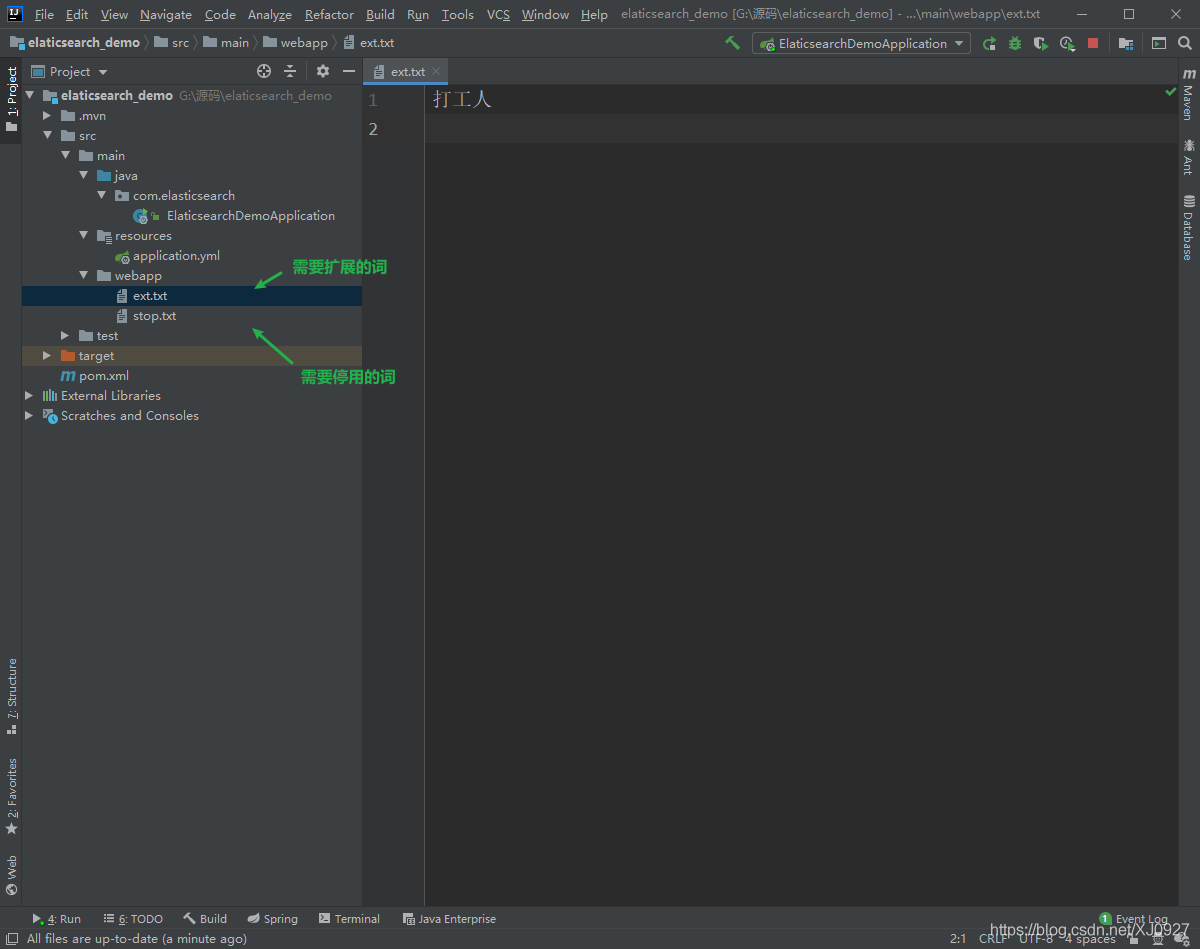 File Edit View Navigate Code Analyze Refactor Build Run Tools VCS Window Help elaticsearch_demo [G:\源码\elaticsearch_demo] - ...\main\webapp\ext.txt
elaticsearch_demo src main webapp ext.txt ElaticsearchDemoApplication
1: Project
Project
ext.txt
elaticsearch_demo G:\源码\elaticsearch_demo
.mvn
src
main
java
com.elasticsearch
ElaticsearchDemoApplication
resources
application.yml
webapp
需要扩展的词
ext.txt
stop.txt
test
target
需要停用的词
pom.xml
External Libraries
Scratches and Consoles
1 打工人
2
Maven
Ant
Database
7: Structure
2: Favorites
Web
4: Run 6: TODO Build Spring Terminal Java Enterprise 1 Event Log
All files are up-to-date (a minute ago) 2:1 CRLF UTF-8 4 spaces
https://blog.csdn.net/XJ0927